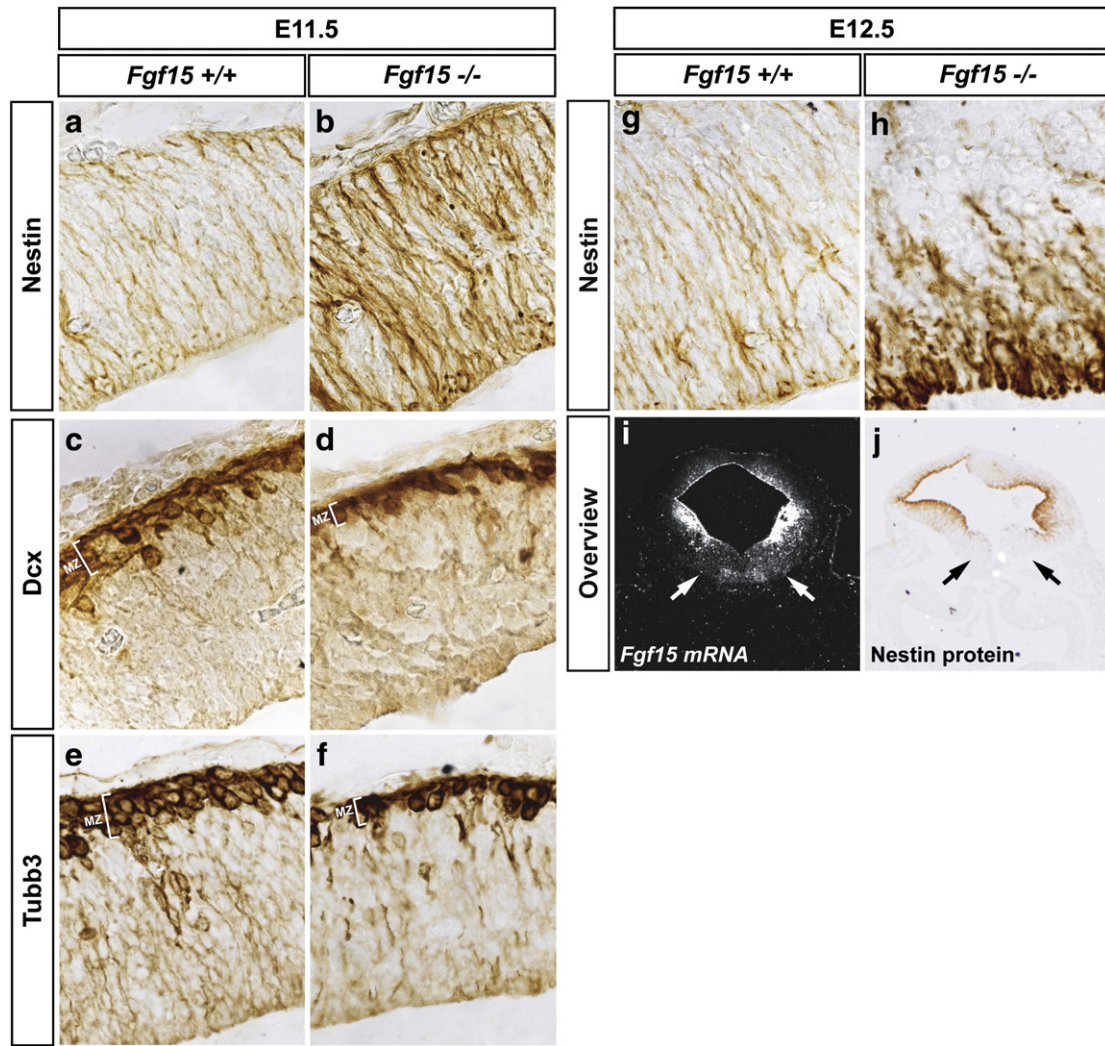 E11.5
E12.5
Fgf15 +/+
Fgf15 -/-
Fgf15 +/+
Fgf15 -/-
Nestin
a
b
Nestin
g
h
Dcx
c
MZ
d
MZ
Overview
i
Fgf15 mRNA
j
Nestin protein
Tubb3
e
MZ
f
MZ